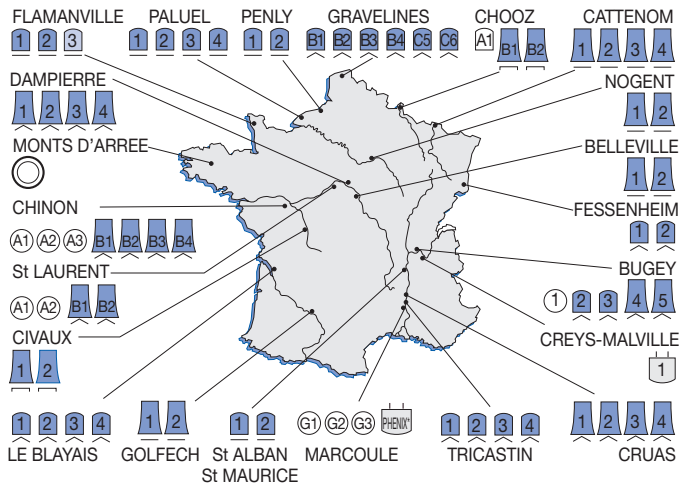 FLAMANVILLE PALUEL PENLY GRAVELINES CHOOZ CATTENOM
1 2 3 1 2 3 4 1 2 B1 B2 B3 B4 C5 C6 A1 B1 B2 1 2 3 4
DAMPIERRE NOGENT
1 2 3 4 1 2
MONTS D'ARREE BELLEVILLE
1 2
CHINON FESSENHEIM
A1 A2 A3 B1 B2 B3 B4 1 2
St LAURENT BUGEY
A1 A2 B1 B2 1 2 3 4 5
CIVAUX CREYS-MALVILLE
1 2 1
1 2 3 4 1 2 1 2 G1 G2 G3 PHENIX* 1 2 3 4 1 2 3 4
LE BLAYAIS GOLFECH St ALBAN MARCOULE TRICASTIN CRUAS
St MAURICE